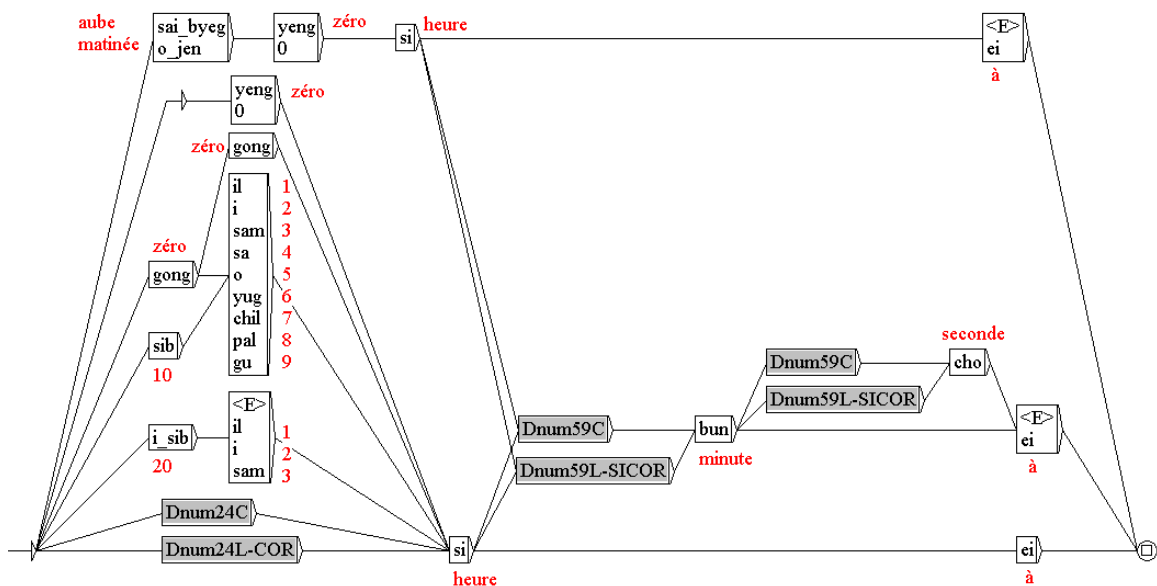 aube
matinée
sai_byeg
o_jen
yeng
0
zéro
si
heure
<E>
ei
à
yeng
0
zéro
zéro
gong
il
i
sam
sa
o
yug
chil
pal
gu
1
2
3
4
5
6
7
8
9
zéro
gong
sib
10
<E>
il
i
sam
1
2
3
i_sib
20
Dnum24C
Dnum24L-COR
si
heure
Dnum59C
Dnum59L-SICOR
bun
minute
Dnum59C
Dnum59L-SICOR
seconde
cho
<E>
ei
à
ei
à